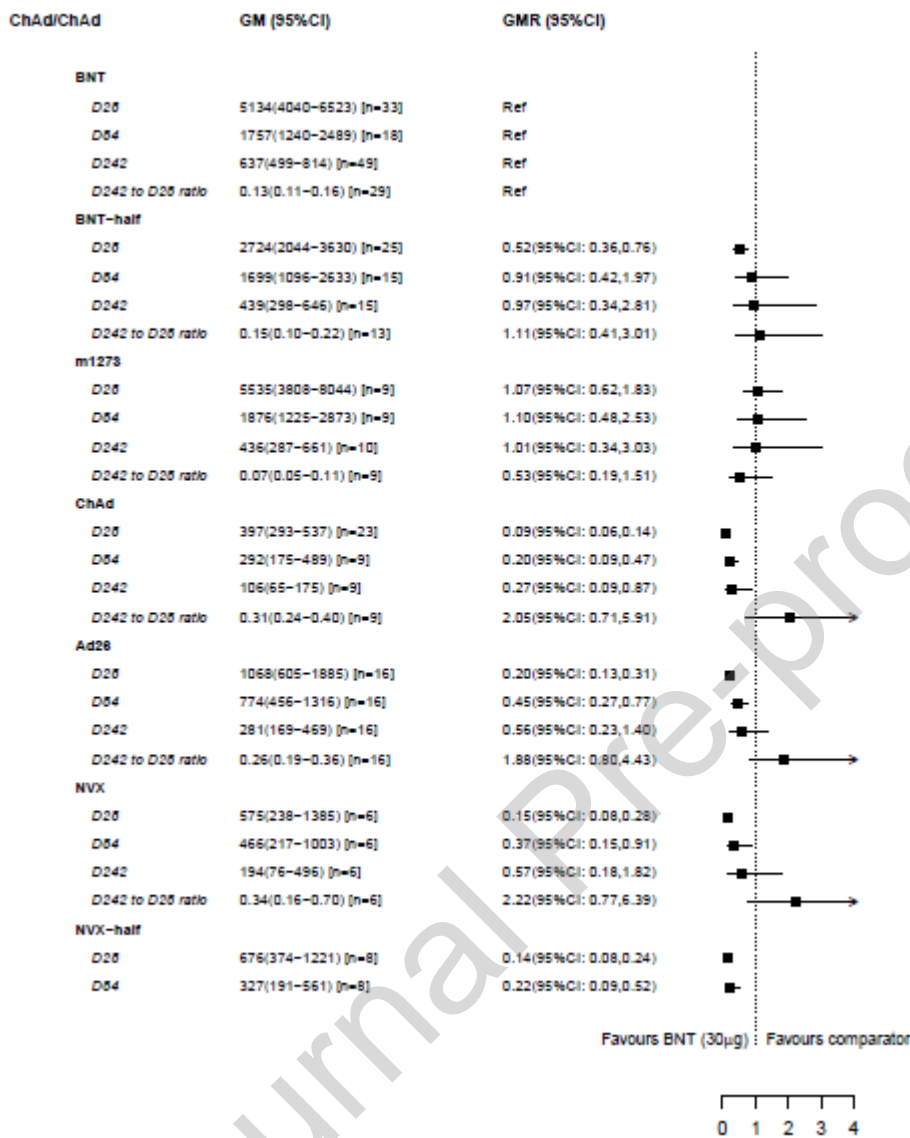 ChAd/ChAd GM (95%CI) GMR (95%CI)
BNT
D28 5134(4040−6523) [n=33] Ref
D84 1757(1240−2489) [n=18] Ref
D242 637(499−814) [n=49] Ref
D242 to D28 ratio 0.13(0.11−0.16) [n=29] Ref
BNT−half
D28 2724(2044−3630) [n=25] 0.52(95%CI: 0.36,0.76)
D84 1699(1096−2633) [n=15] 0.91(95%CI: 0.42,1.97)
D242 439(298−646) [n=15] 0.97(95%CI: 0.34,2.81)
D242 to D28 ratio 0.15(0.10−0.22) [n=13] 1.11(95%CI: 0.41,3.01)
m1273
D28 5535(3808−8044) [n=9] 1.07(95%CI: 0.62,1.83)
D84 1876(1225−2873) [n=9] 1.10(95%CI: 0.48,2.53)
D242 436(287−661) [n=10] 1.01(95%CI: 0.34,3.03)
D242 to D28 ratio 0.07(0.05−0.11) [n=9] 0.53(95%CI: 0.19,1.51)
ChAd
D28 397(293−537) [n=23] 0.09(95%CI: 0.06,0.14)
D84 292(175−489) [n=9] 0.20(95%CI: 0.09,0.47)
D242 106(65−175) [n=9] 0.27(95%CI: 0.09,0.87)
D242 to D28 ratio 0.31(0.24−0.40) [n=9] 2.05(95%CI: 0.71,5.91)
Ad26
D28 1068(605−1885) [n=16] 0.20(95%CI: 0.13,0.31)
D84 774(456−1316) [n=16] 0.45(95%CI: 0.27,0.77)
D242 281(169−469) [n=16] 0.56(95%CI: 0.23,1.40)
D242 to D28 ratio 0.26(0.19−0.36) [n=16] 1.88(95%CI: 0.80,4.43)
NVX
D28 575(238−1385) [n=6] 0.15(95%CI: 0.08,0.28)
D84 466(217−1003) [n=6] 0.37(95%CI: 0.15,0.91)
D242 194(76−496) [n=6] 0.57(95%CI: 0.18,1.82)
D242 to D28 ratio 0.34(0.16−0.70) [n=6] 2.22(95%CI: 0.77,6.39)
NVX−half
D28 676(374−1221) [n=8] 0.14(95%CI: 0.08,0.24)
D84 327(191−561) [n=8] 0.22(95%CI: 0.09,0.52)
Favours BNT (30μg) Favours comparator
0 1 2 3 4
urnal Pre-proo